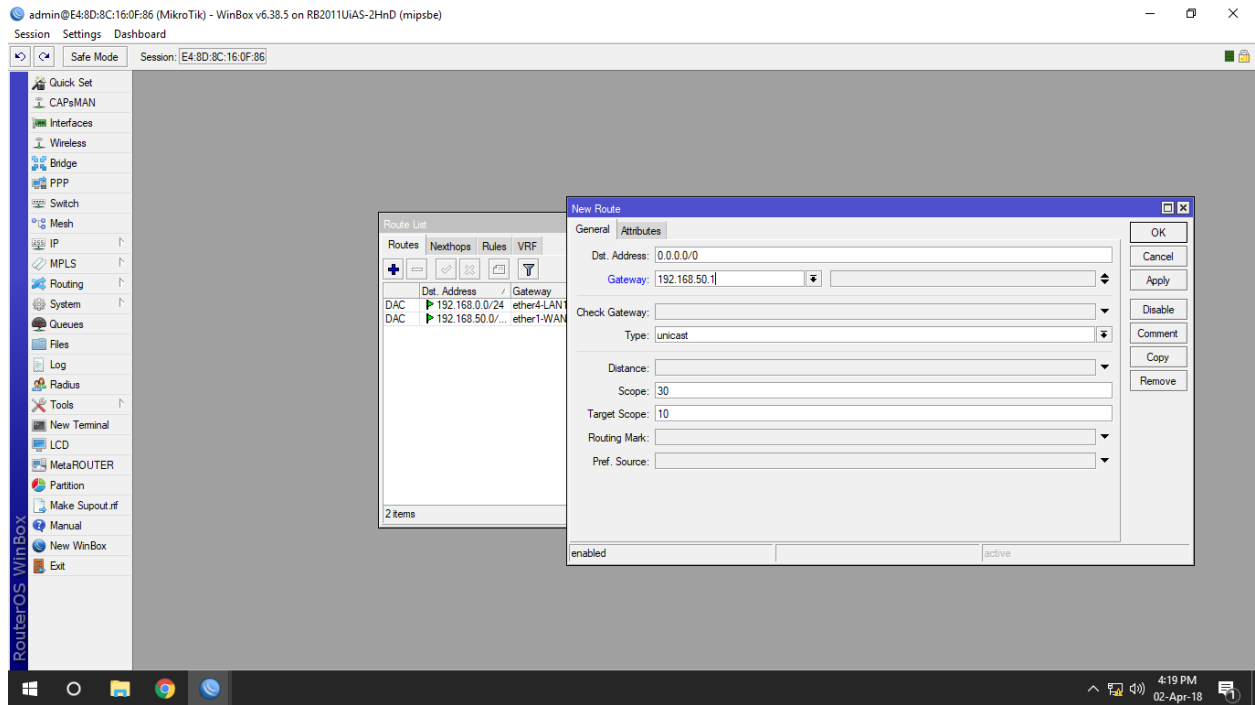 admin@E4:8D:8C:16:0F:86 (MikroTik) - WinBox v6.38.5 on RB2011UiAS-2HnD (mipsbe)
Session Settings Dashboard
Safe Mode Session: E4:8D:8C:16:0F:86
Quick Set
CAPsMAN
Interfaces
Wireless
Bridge
PPP
Switch
Mesh
IP
MPLS
Routing
System
Queues
Files
Log
Radius
Tools
New Terminal
LCD
MetaROUTER
Partition
Make Supout.rif
Manual
New WinBox
Exit
RouterOS WinBox
Route List
Routes Nexthops Rules VRF
Dst. Address / Gateway
DAC 192.168.0.0/24 ether4-LAN1
DAC 192.168.50.0/... ether1-WAN
2 items
New Route
General Attributes
Dst. Address: 0.0.0.0/0
Gateway: 192.168.50.1
Check Gateway:
Type: unicast
Distance:
Scope: 30
Target Scope: 10
Routing Mark:
Pref. Source:
OK
Cancel
Apply
Disable
Comment
Copy
Remove
enabled active
4:19 PM
02-Apr-18
1